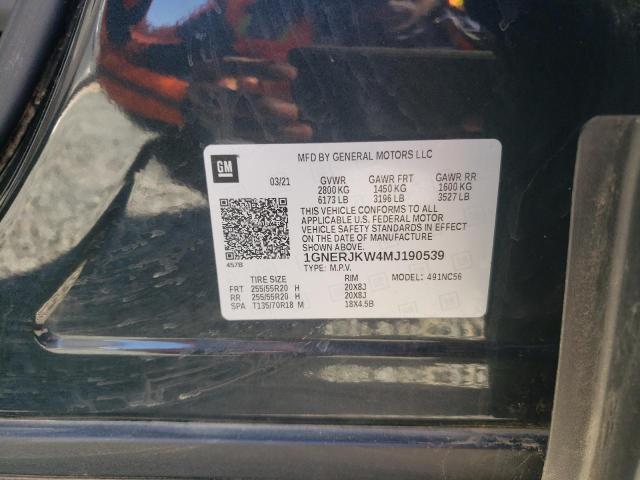 GM
MFD BY GENERAL MOTORS LLC
03/21 GVWR GAWR FRT GAWR RR
2800 KG 1450 KG 1600 KG
6173 LB 3196 LB 3527 LB
THIS VEHICLE CONFORMS TO ALL
APPLICABLE U.S. FEDERAL MOTOR
VEHICLE SAFETY STANDARDS IN EFFECT
ON THE DATE OF MANUFACTURE
SHOWN ABOVE.
1GNERJKW4MJ190539
457B
TYPE: M.P.V. MODEL: 491NC56
TIRE SIZE RIM
FRT 255/55R20 H 20X8J
RR 255/55R20 H 20X8J
SPA T135/70R18 M 18X4.5B